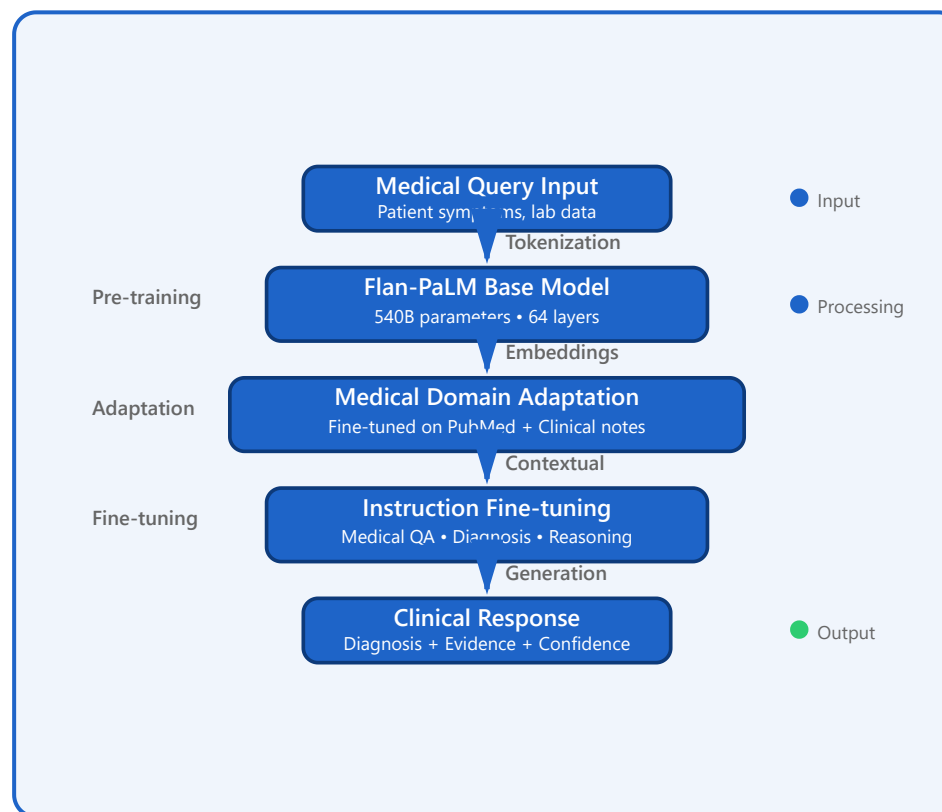 Medical Query Input
Patient symptoms, lab data
Input
Tokenization
Pre-training
Flan-PaLM Base Model
540B parameters • 64 layers
Processing
Embeddings
Adaptation
Medical Domain Adaptation
Fine-tuned on PubMed + Clinical notes
Contextual
Fine-tuning
Instruction Fine-tuning
Medical QA • Diagnosis • Reasoning
Generation
Clinical Response
Diagnosis + Evidence + Confidence
Output